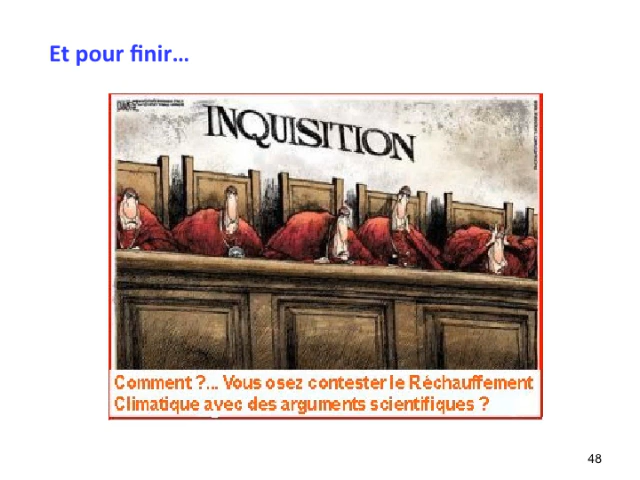 Et pour finir…
INQUISITION
Comment ?... Vous osez contester le Réchauffement
Climatique avec des arguments scientifiques ?
48